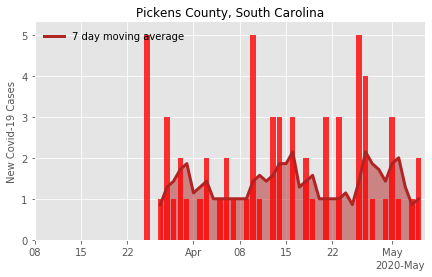 Pickens County, South Carolina
7 day moving average
New Covid-19 Cases
5
4
3
2
1
0
08
15
22
Apr
08
15
22
May
2020-May